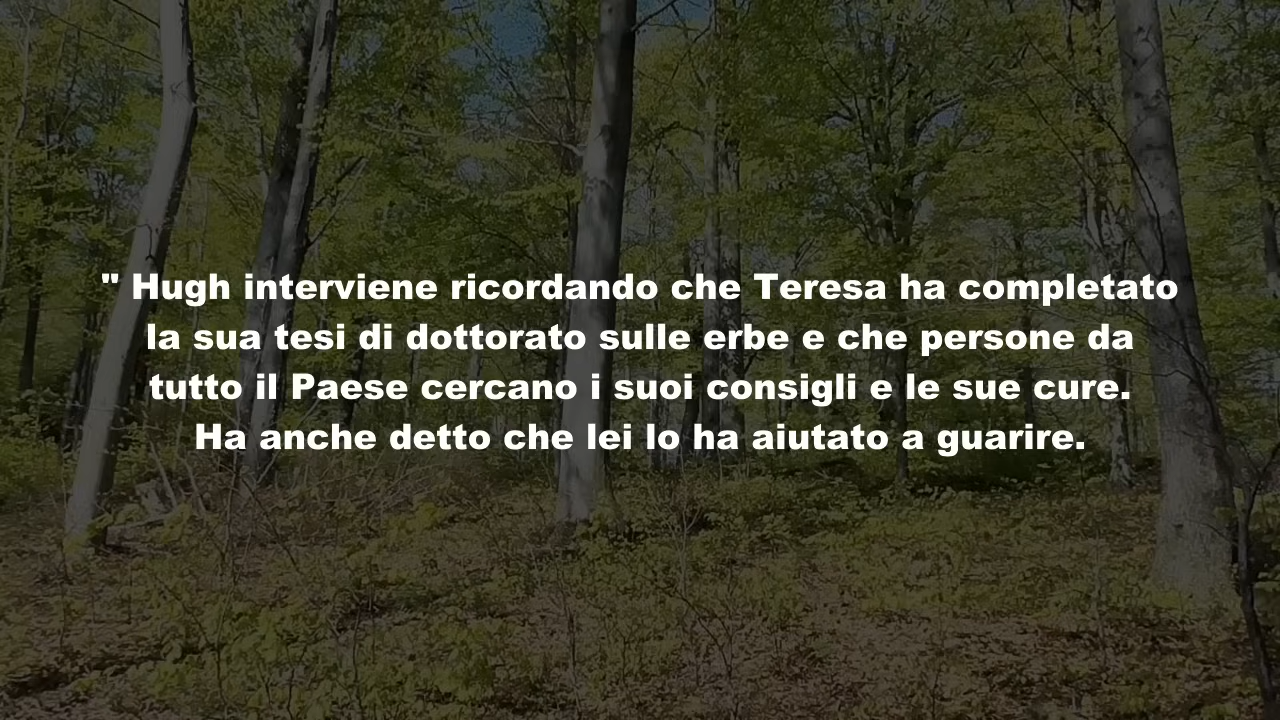 " Hugh interviene ricordando che Teresa ha completato
la sua tesi di dottorato sulle erbe e che persone da
tutto il Paese cercano i suoi consigli e le sue cure.
Ha anche detto che lei lo ha aiutato a guarire.